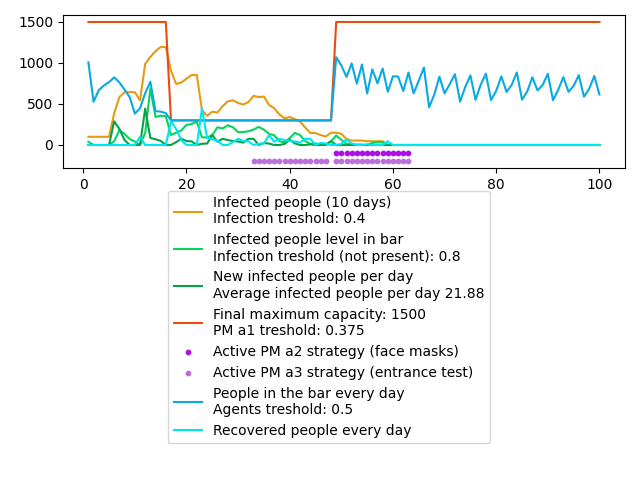 1500
1000
500
0
0 20 40 60 80 100
Infected people (10 days)
Infection treshold: 0.4
Infected people level in bar
Infection treshold (not present): 0.8
New infected people per day
Average infected people per day 21.88
Final maximum capacity: 1500
PM a1 treshold: 0.375
Active PM a2 strategy (face masks)
Active PM a3 strategy (entrance test)
People in the bar every day
Agents treshold: 0.5
Recovered people every day